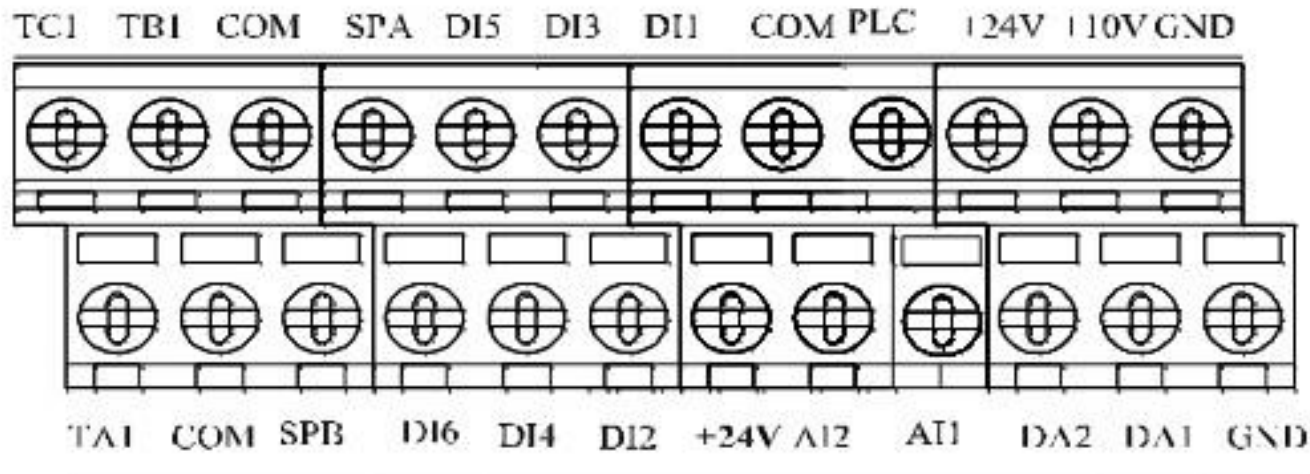 TC1 TB1 COM SPA DI5 DI3 DI1 COM PLC +24V +10V GND
TA1 COM SPB DI6 DI4 DI2 +24V AI2 AI1 DA2 DA1 GND